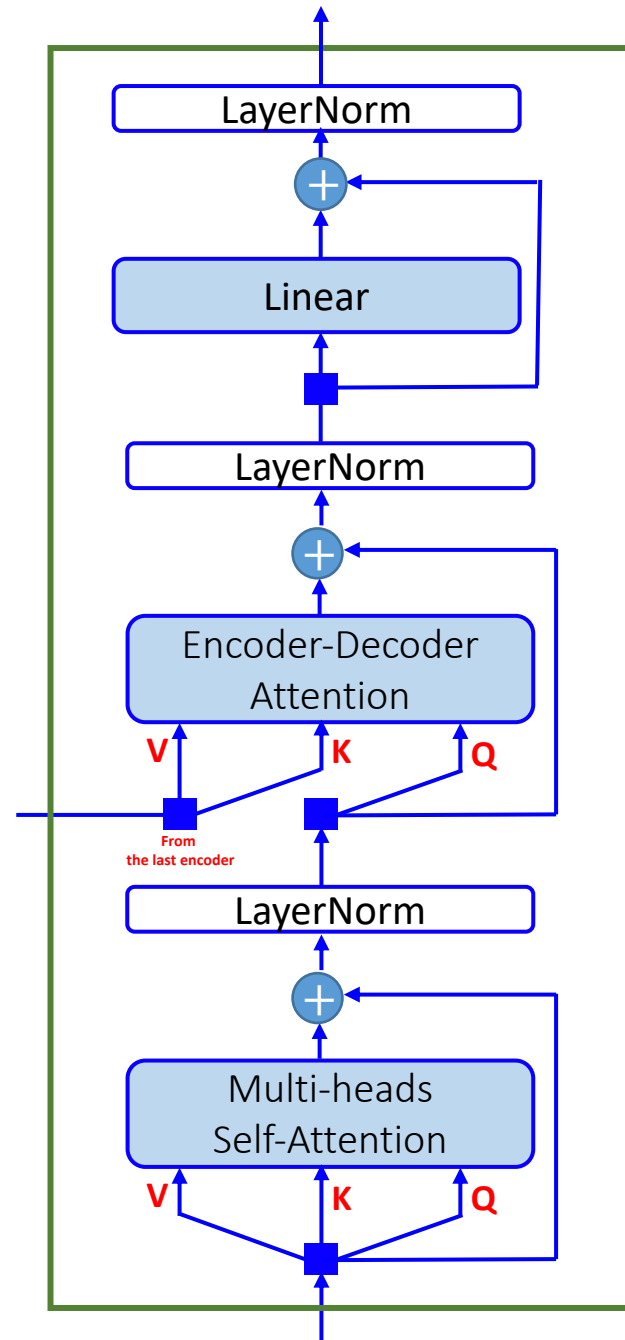 LayerNorm
+
Linear
LayerNorm
+
Encoder-Decoder
Attention
V K Q
From
the last encoder
LayerNorm
+
Multi-heads
Self-Attention
V K Q